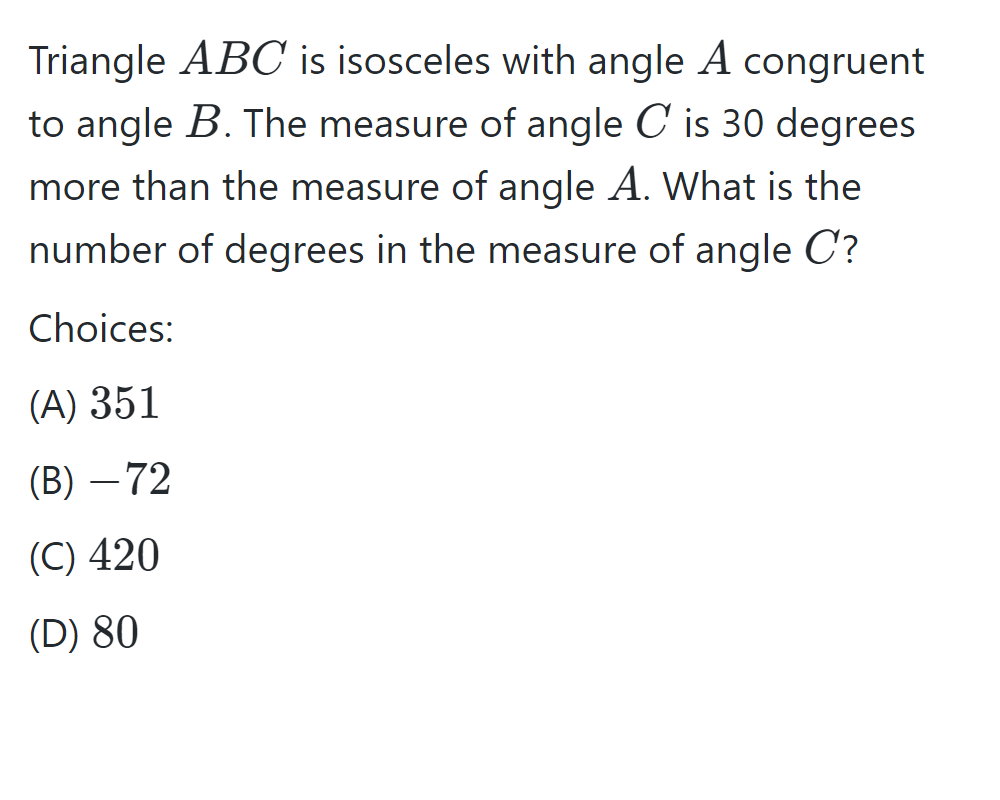 Triangle ABC is isosceles with angle A congruent
to angle B. The measure of angle C is 30 degrees
more than the measure of angle A. What is the
number of degrees in the measure of angle C?
Choices:
(A) 351
(B) −72
(C) 420
(D) 80